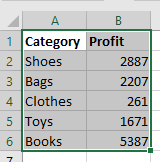 A B
1 Category Profit
2 Shoes 2887
3 Bags 2207
4 Clothes 261
5 Toys 1671
6 Books 5387
7